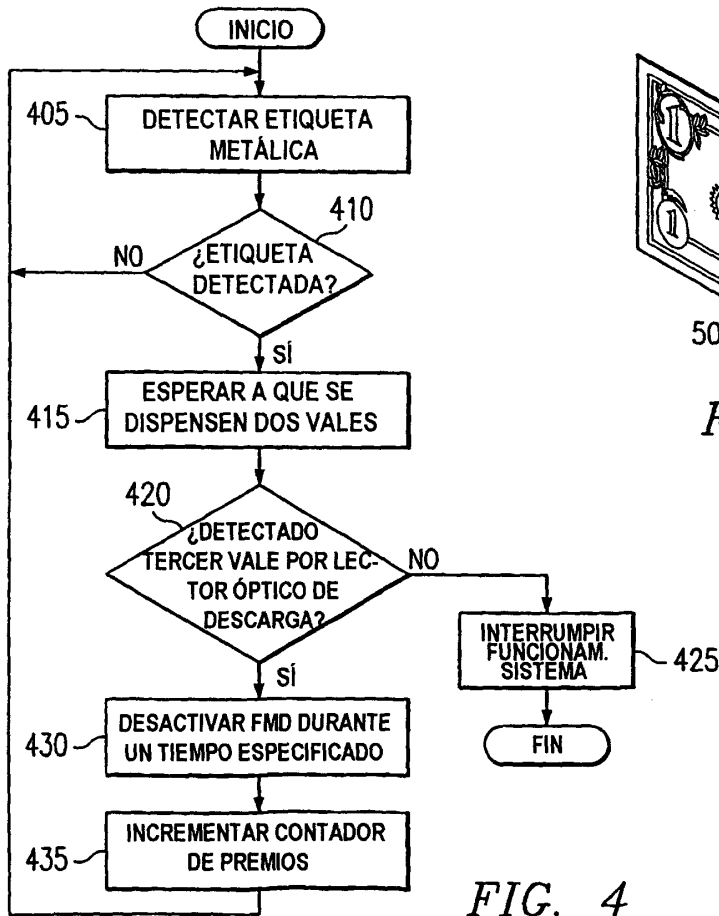 INICIO
405
DETECTAR ETIQUETA
METÁLICA
410
¿ETIQUETA
DETECTADA?
NO
SÍ
415
ESPERAR A QUE SE
DISPENSEN DOS VALES
420
¿DETECTADO
TERCER VALE POR LEC-
TOR ÓPTICO DE
DESCARGA?
NO
SÍ
INTERRUMPIR
FUNCIONAM.
SISTEMA
425
FIN
430
DESACTIVAR FMD DURANTE
UN TIEMPO ESPECIFICADO
435
INCREMENTAR CONTADOR
DE PREMIOS
FIG. 4
1
1
50